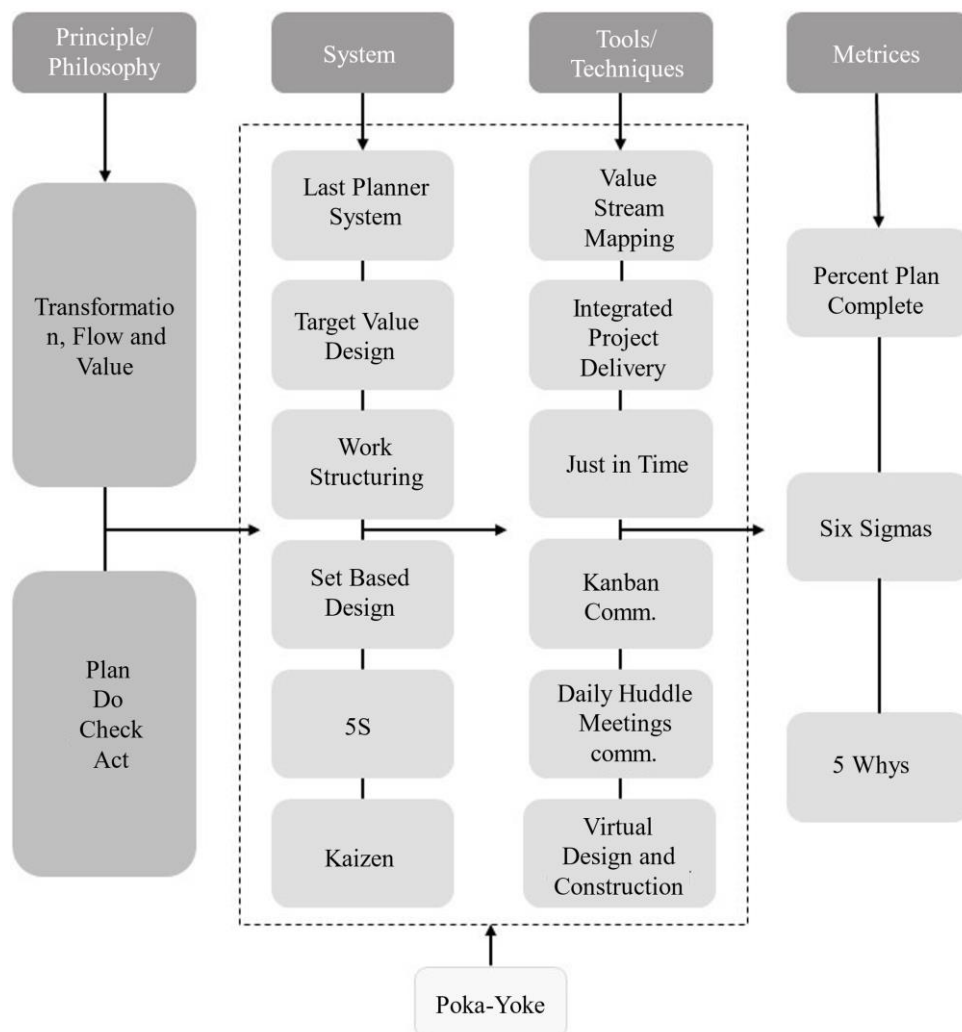 Principle/
Philosophy
System
Tools/
Techniques
Metrices
Transformatio
n, Flow and
Value
Plan
Do
Check
Act
Last Planner
System
Target Value
Design
Work
Structuring
Set Based
Design
5S
Kaizen
Value
Stream
Mapping
Integrated
Project
Delivery
Just in Time
Kanban
Comm.
Daily Huddle
Meetings
comm.
Virtual
Design and
Construction
Percent Plan
Complete
Six Sigmas
5 Whys
Poka-Yoke